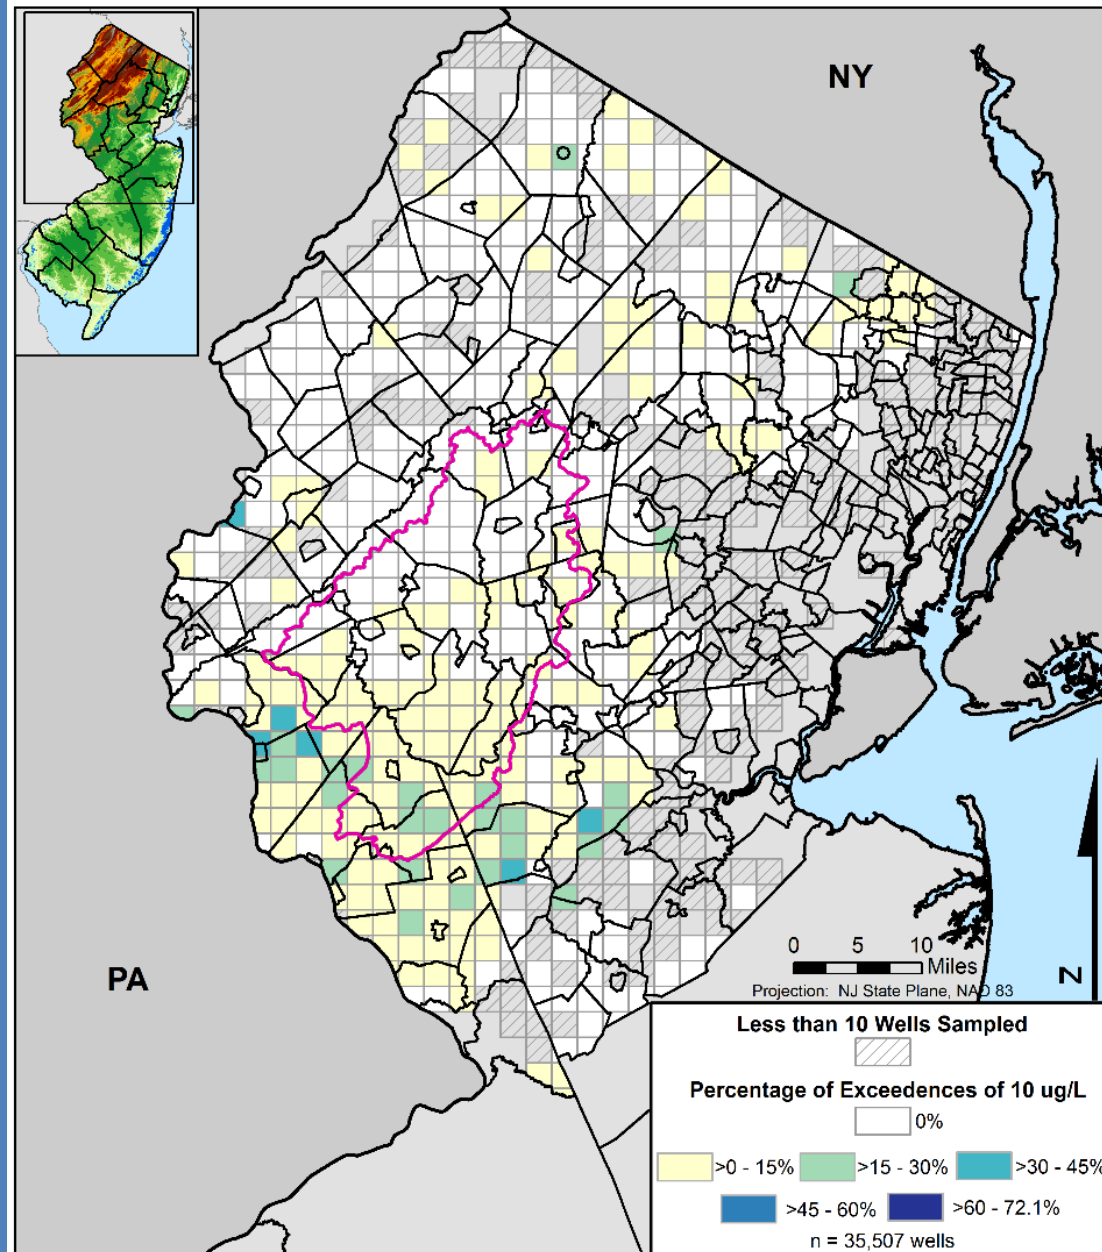 NY
PA
0 5 10
Miles
Projection: NJ State Plane, NAD 83
N
Less than 10 Wells Sampled
Percentage of Exceedences of 10 ug/L
0%
>0 - 15% >15 - 30% >30 - 45%
>45 - 60% >60 - 72.1%
n = 35,507 wells